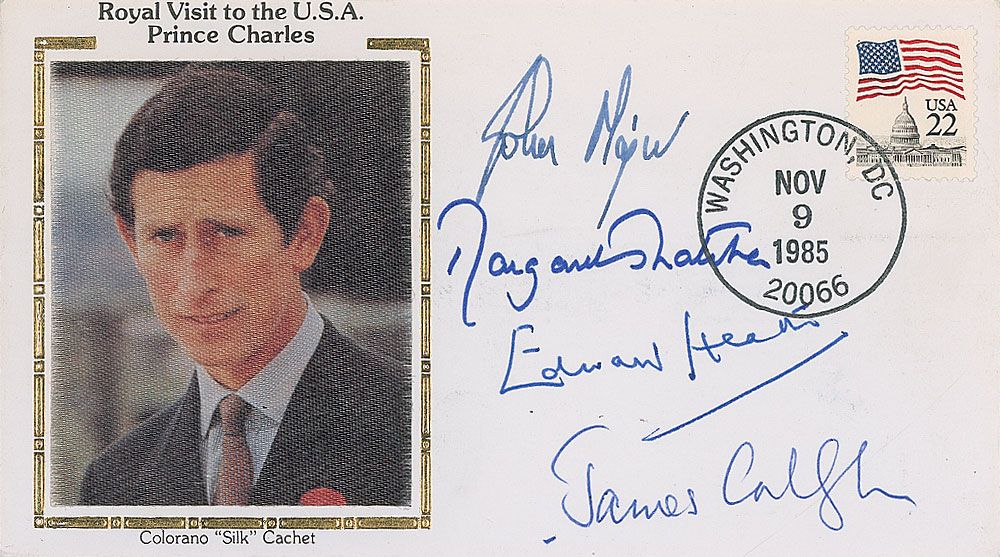 Royal Visit to the U.S.A.
Prince Charles
John Major
Margaret Thatcher
Edward Heath
James Callaghan
USA
22
WASHINGTON, DC
NOV
9
1985
20066
Colorano "Silk" Cachet